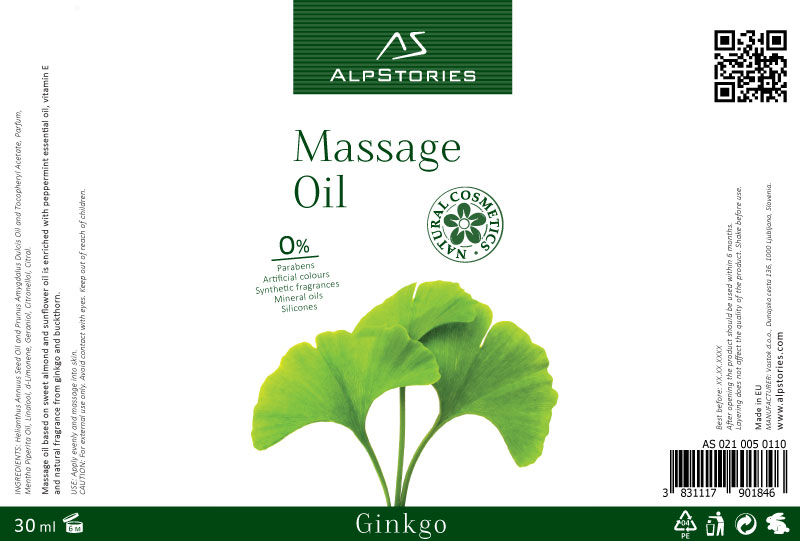 INGREDIENTS: Helianthus Annuus Seed Oil and Prunus Amygdalus Dulcis Oil and Tocopheryl Acetate, Parfum,
Mentha Piperita Oil, Linalool, d-Limonene. Geraniol, Citronellol, Citral.
Massage oil based on sweet almond and sunflower oil is enriched with peppermint essential oil, vitamin E
and natural fragrance from ginkgo and buckthorn.
USE: Apply evenly and massage into skin.
CAUTION: For external use only. Avoid contact with eyes. Keep out of reach of children.
AS
ALPSTORIES
Massage
Oil
NATURAL COSMETICS
0%
Parabens
Artificial colours
Synthetic fragrances
Mineral oils
Silicones
Best before: XX.XX.XXXX
After opening the product should be used within 6 months.
Layering does not affect the quality of the product. Shake before use.
Made in EU
MANUFACTURER: Vastok d.o.o., Dunajska cesta 136, 1000 Ljubljana, Slovenia.
www.alpstories.com
AS 021 005 0110
3 831117 901846
30 ml
6 M
Ginkgo
04
PE